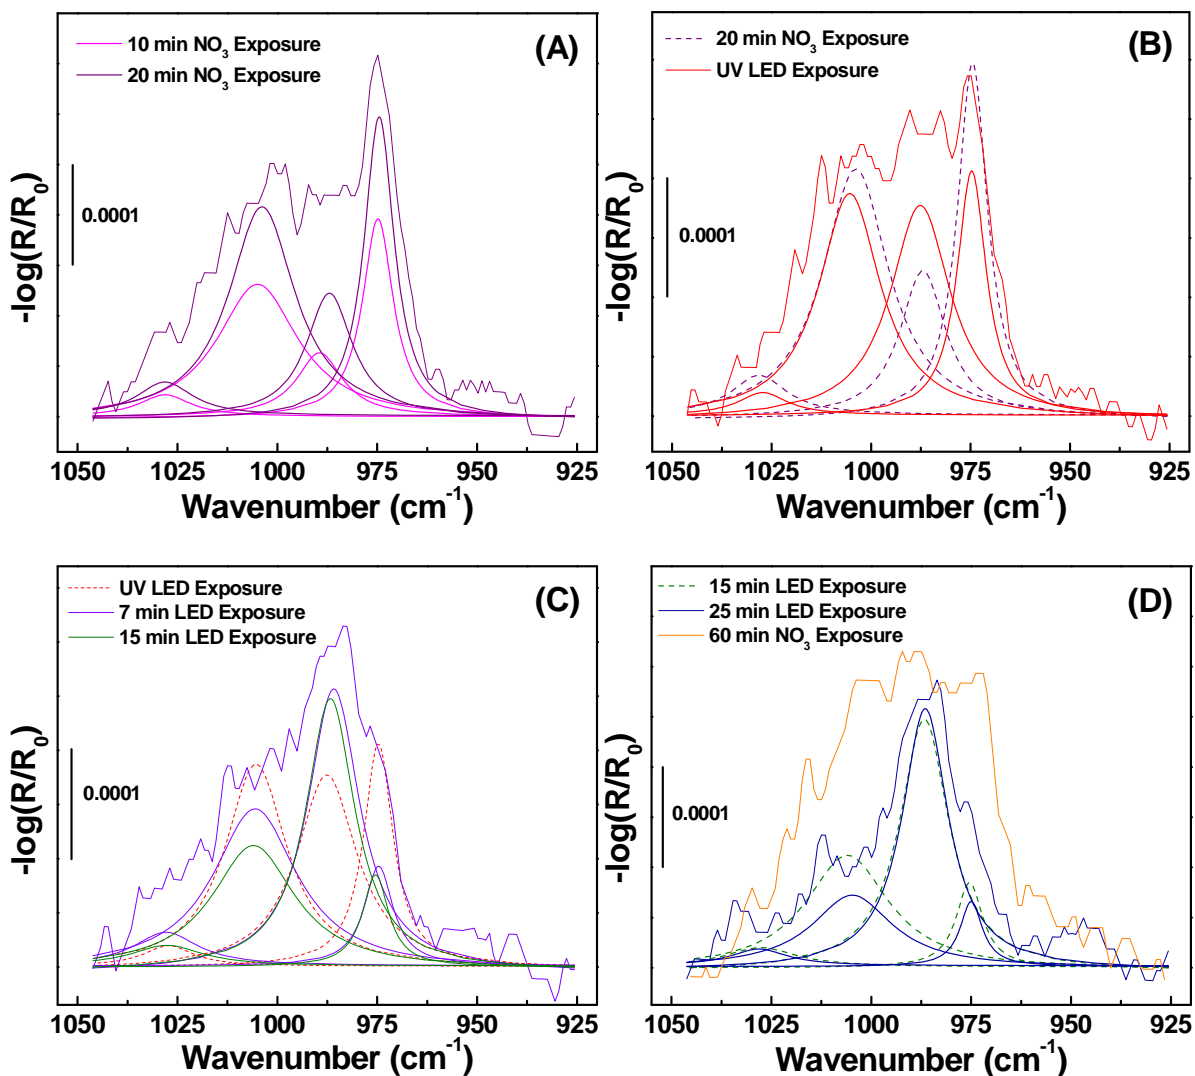 10 min NO₃ Exposure
20 min NO₃ Exposure
(A)
0.0001
-log(R/R₀)
1050 1025 1000 975 950 925
Wavenumber (cm⁻¹)
20 min NO₃ Exposure
UV LED Exposure
(B)
0.0001
-log(R/R₀)
1050 1025 1000 975 950 925
Wavenumber (cm⁻¹)
UV LED Exposure
7 min LED Exposure
15 min LED Exposure
(C)
0.0001
-log(R/R₀)
1050 1025 1000 975 950 925
Wavenumber (cm⁻¹)
15 min LED Exposure
25 min LED Exposure
60 min NO₃ Exposure
(D)
0.0001
-log(R/R₀)
1050 1025 1000 975 950 925
Wavenumber (cm⁻¹)